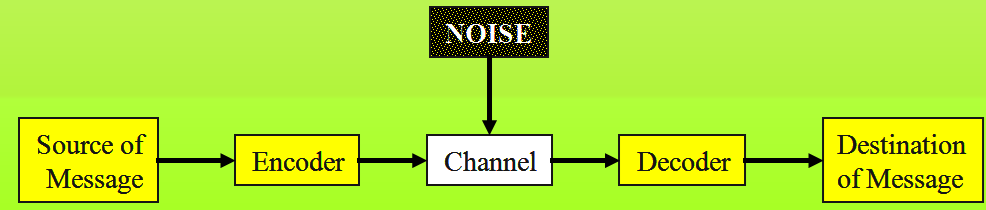 NOISE
Source of
Message
Encoder
Channel
Decoder
Destination
of Message